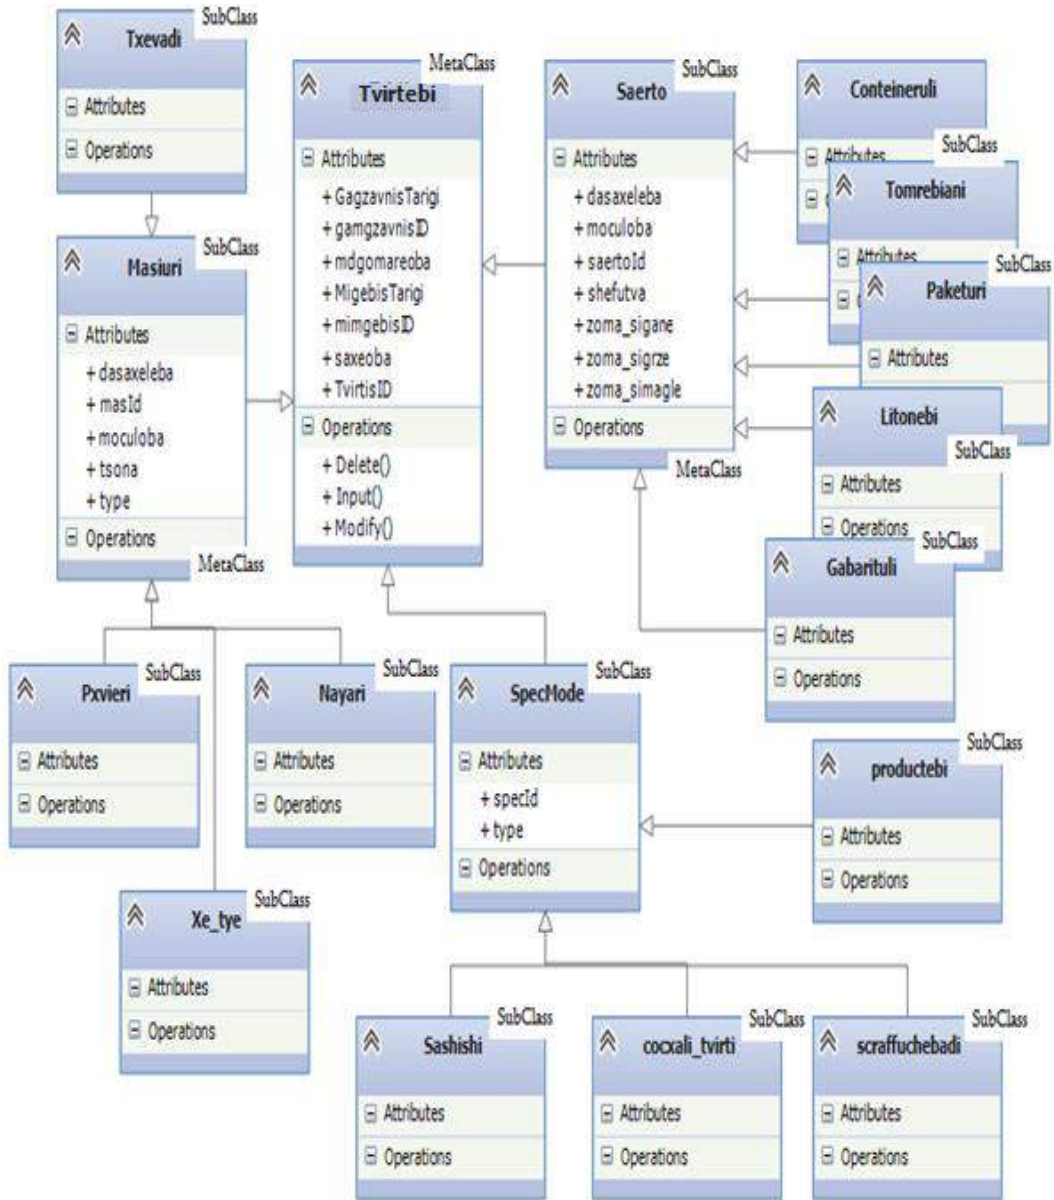 SubClass
Txevadi
Attributes
Operations
MetaClass
Tvirtebi
Attributes
+ GagzavnisTarigi
+ gamgzavnisID
+ mdgomareoba
+ MigebisTarigi
+ mimgebisID
+ saxeoba
+ TvirtisID
Operations
+ Delete()
+ Input()
+ Modify()
SubClass
Saerto
Attributes
+ dasaxeleba
+ moculoba
+ saertoId
+ shefutva
+ zoma_sigane
+ zoma_sigrze
+ zoma_simagle
Operations
MetaClass
Conteineruli
Attributes
SubClass
Tomrebiani
Attributes
SubClass
Paketuri
Attributes
Litonebi
SubClass
Attributes
Operations
SubClass
Gabarituli
Attributes
Operations
SubClass
Masiuri
Attributes
+ dasaxeleba
+ masId
+ moculoba
+ tsona
+ type
Operations
MetaClass
SubClass
Pxvieri
Attributes
Operations
SubClass
Nayari
Attributes
Operations
SubClass
SpecMode
Attributes
+ specId
+ type
Operations
SubClass
productebi
Attributes
Operations
SubClass
Xe_tye
Attributes
Operations
SubClass
Sashishi
Attributes
Operations
SubClass
cocxali_tvirti
Attributes
Operations
SubClass
scraffuchebadi
Attributes
Operations